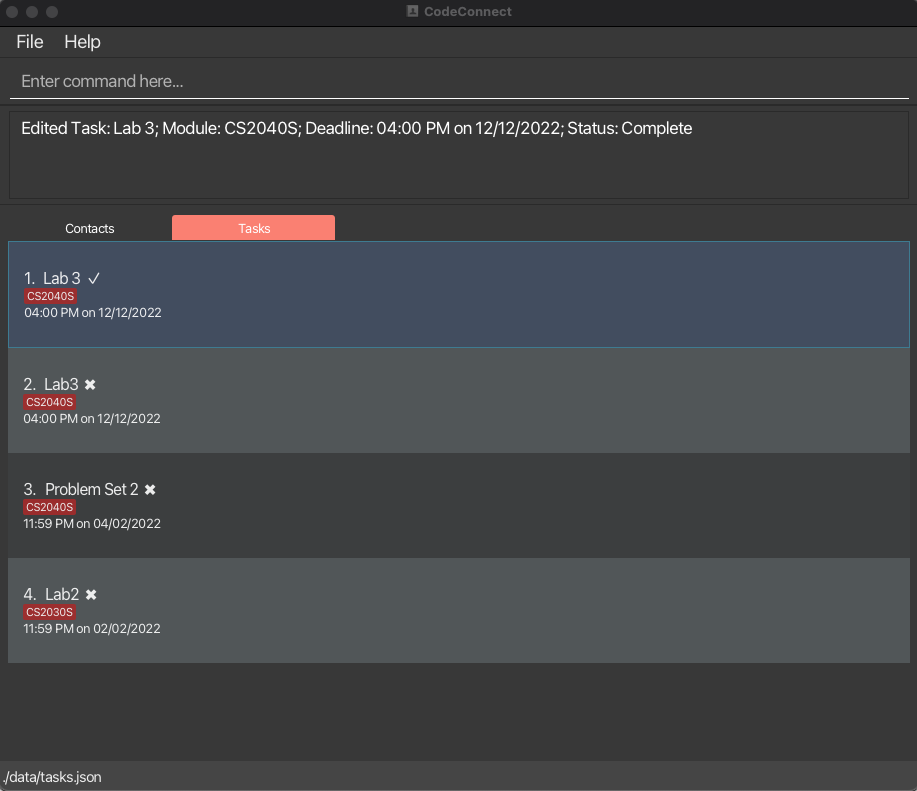 CodeConnect
File Help
Enter command here...
Edited Task: Lab 3; Module: CS2040S; Deadline: 04:00 PM on 12/12/2022; Status: Complete
Contacts Tasks
1. Lab 3 ✓
CS2040S
04:00 PM on 12/12/2022
2. Lab3 ✖
CS2040S
04:00 PM on 12/12/2022
3. Problem Set 2 ✖
CS2040S
11:59 PM on 04/02/2022
4. Lab2 ✖
CS2030S
11:59 PM on 02/02/2022
./data/tasks.json